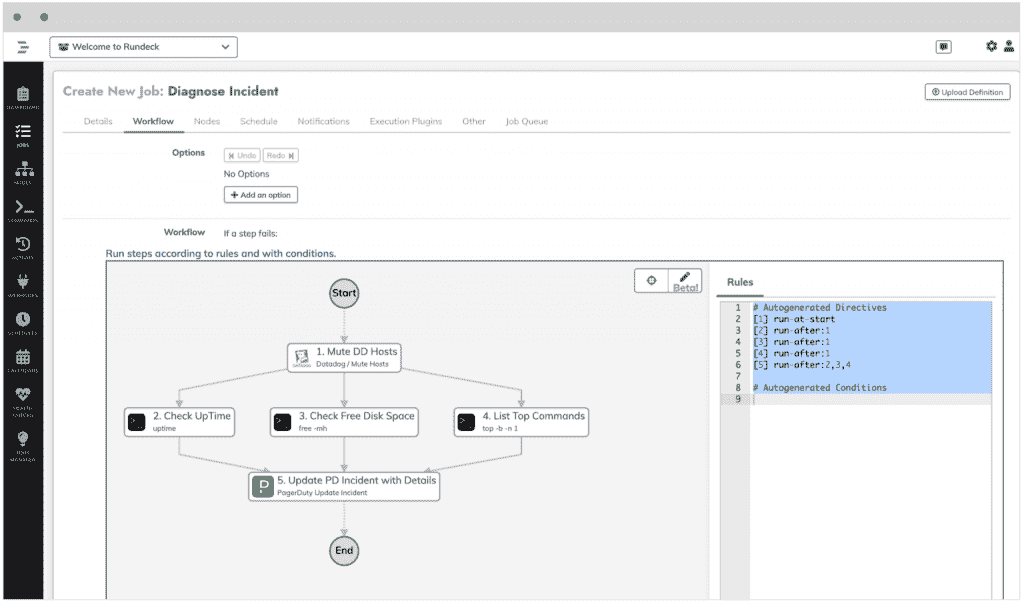 Welcome to Rundeck
Create New Job: Diagnose Incident
Upload Definition
Details Workflow Nodes Schedule Notifications Execution Plugins Other Job Queue
Options
Undo Redo
No Options
+ Add an option
Workflow If a step fails:
Run steps according to rules and with conditions.
Start
Beta!
1. Mute DD Hosts
Datadog / Mute Hosts
2. Check UpTime
uptime
3. Check Free Disk Space
free -mh
4. List Top Commands
top -b -n 1
5. Update PD Incident with Details
PagerDuty Update Incident
End
Rules
1 # Autogenerated Directives
2 [1] run-at-start
3 [2] run-after:1
4 [3] run-after:1
5 [4] run-after:1
6 [5] run-after:2,3,4
7
8 # Autogenerated Conditions
9